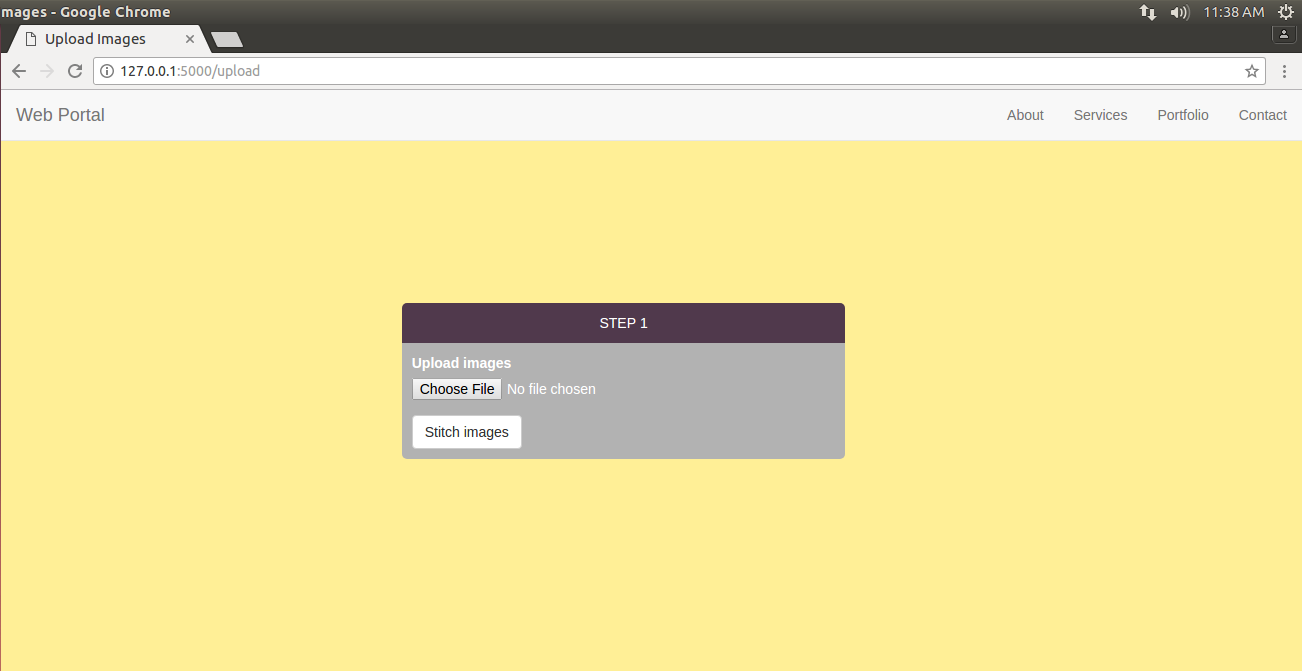 mages - Google Chrome
11:38 AM
Upload Images
127.0.0.1:5000/upload
Web Portal
About Services Portfolio Contact
STEP 1
Upload images
Choose File No file chosen
Stitch images